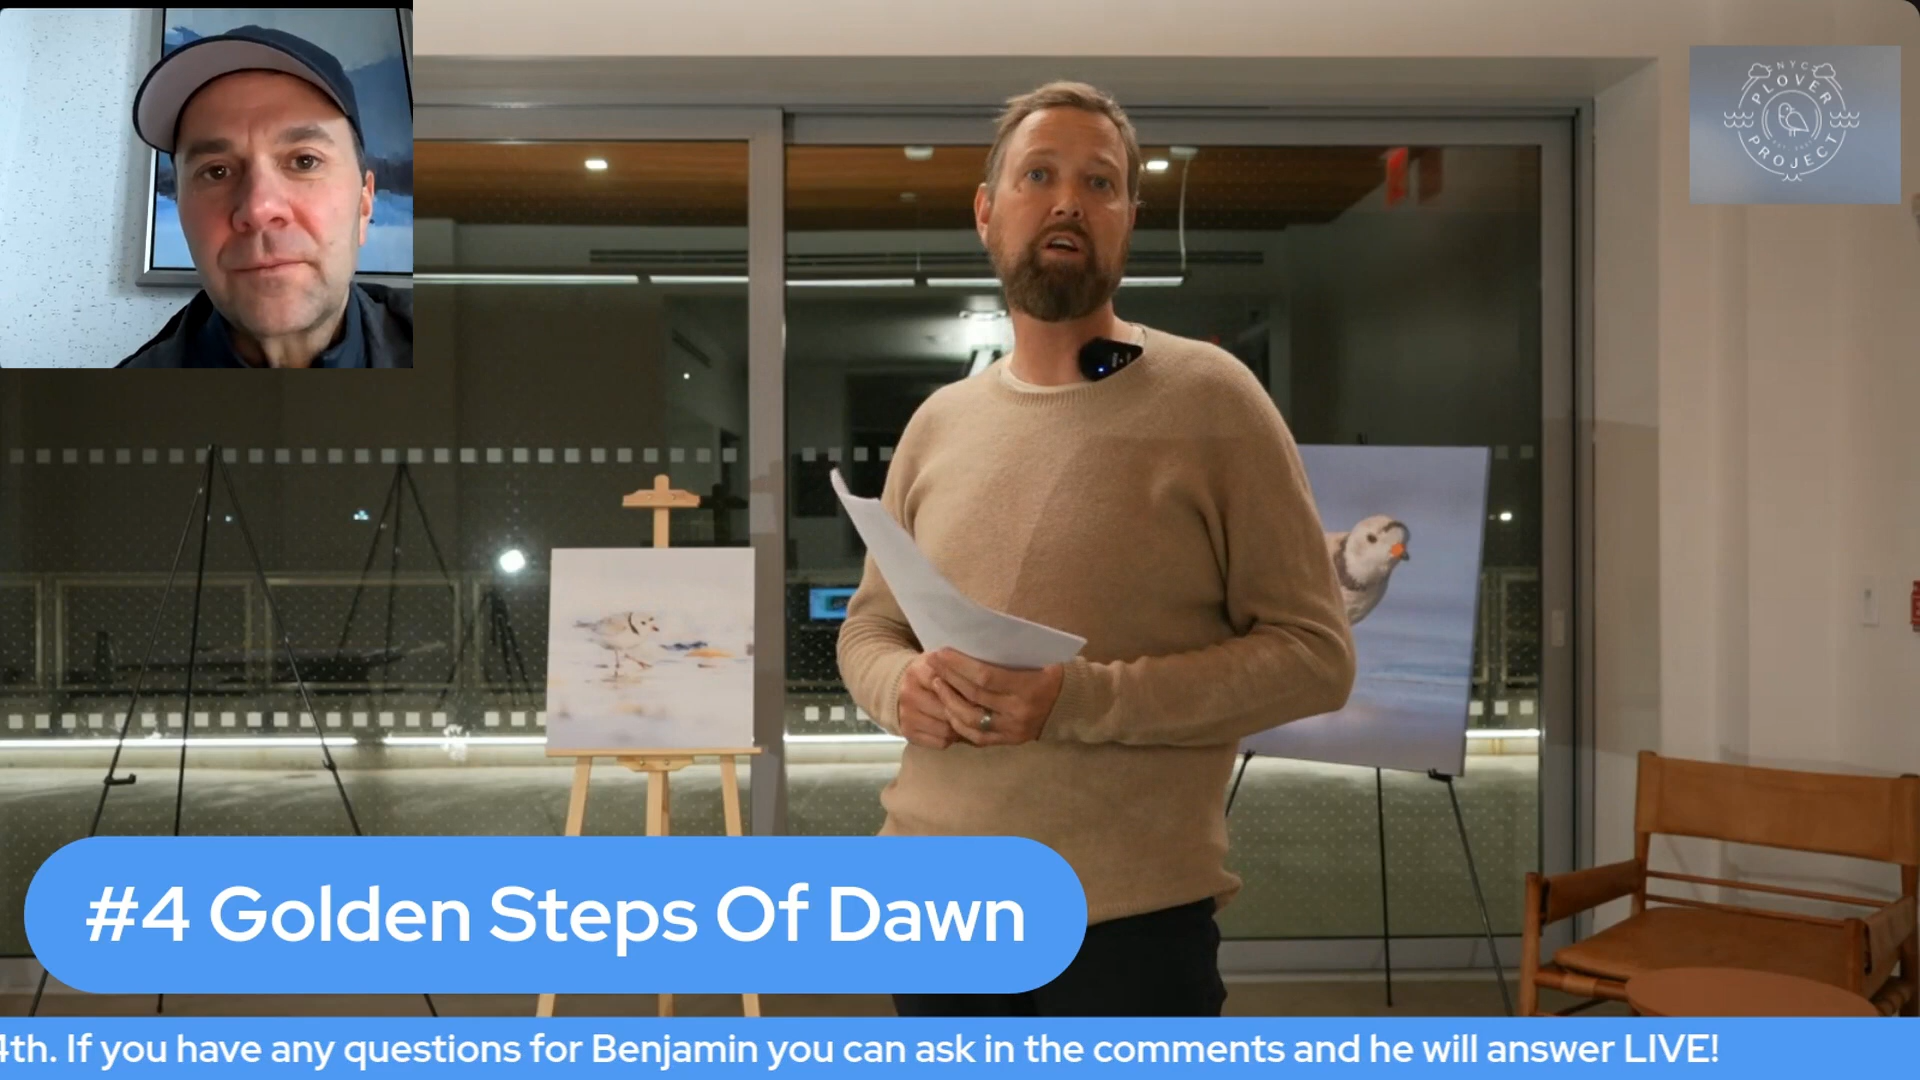 NYC
PLOVER
PROJECT
#4 Golden Steps Of Dawn
4th. If you have any questions for Benjamin you can ask in the comments and he will answer LIVE!